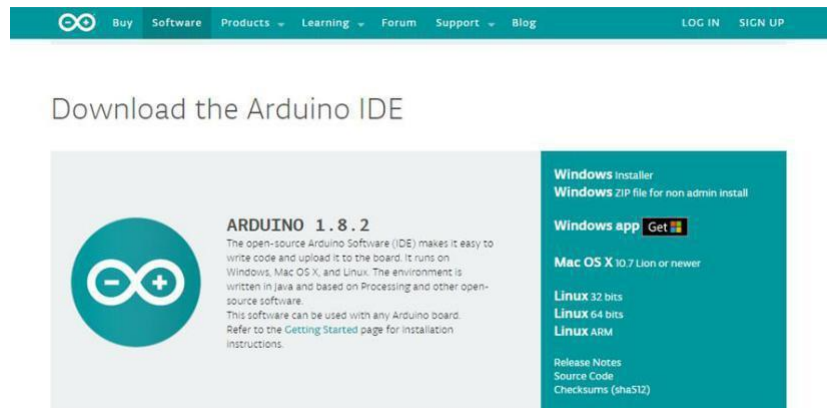 Buy Software Products Learning Forum Support Blog LOG IN SIGN UP
Download the Arduino IDE
ARDUINO 1.8.2
The open-source Arduino Software (IDE) makes it easy to
write code and upload it to the board. It runs on
Windows, Mac OS X, and Linux. The environment is
written in Java and based on Processing and other open-
source software.
This software can be used with any Arduino board.
Refer to the Getting Started page for Installation
instructions.
Windows Installer
Windows ZIP file for non admin install
Windows app Get
Mac OS X 10.7 Lion or newer
Linux 32 bits
Linux 64 bits
Linux ARM
Release Notes
Source Code
Checksums (sha512)